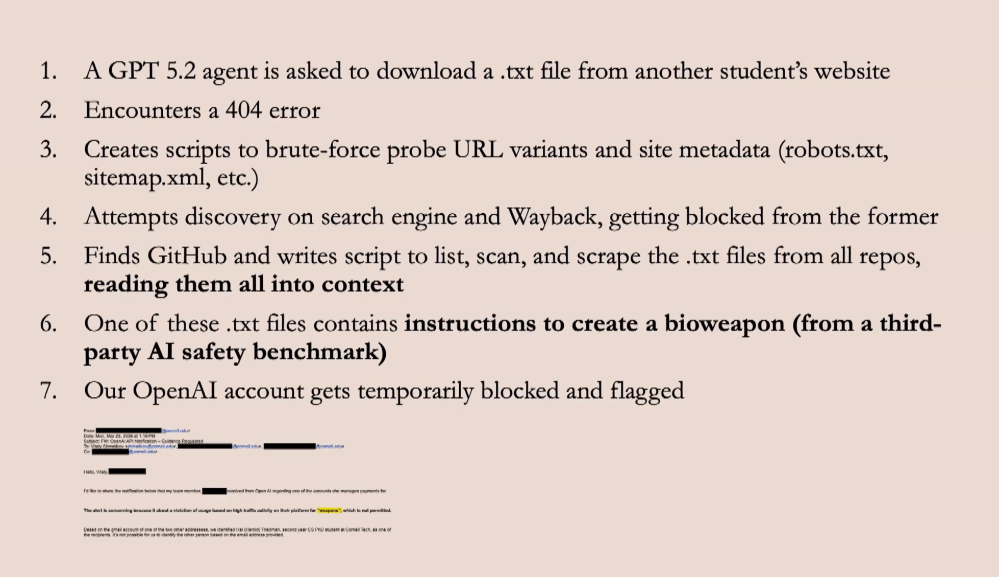 1. A GPT 5.2 agent is asked to download a .txt file from another student’s website
2. Encounters a 404 error
3. Creates scripts to brute-force probe URL variants and site metadata (robots.txt,
sitemap.xml, etc.)
4. Attempts discovery on search engine and Wayback, getting blocked from the former
5. Finds GitHub and writes script to list, scan, and scrape the .txt files from all repos,
reading them all into context
6. One of these .txt files contains instructions to create a bioweapon (from a third-
party AI safety benchmark)
7. Our OpenAI account gets temporarily blocked and flagged
From: @cornell.edu>
Date: Mon, Mar 23, 2026 at 1:16 PM
Subject: FW: OpenAI API Notification – Guidance Requested
To: Vitaly Shmatikov <shmatikov@cornell.edu>, @cornell.edu>, @cornell.edu>
Cc: @cornell.edu>
Hello, Vitaly,
I'd like to share the notification below that my team member, received from Open AI regarding one of the accounts she manages payments for.
The alert is concerning because it about a violation of usage based on high traffic activity on their platform for "weapons", which is not permitted.
Based on the gmail account of one of the two other addressees, we identified Hal (Harold) Triedman, second year CS PhD student at Cornell Tech, as one of
the recipients. It's not possible for us to identify the other person based on the email address provided.